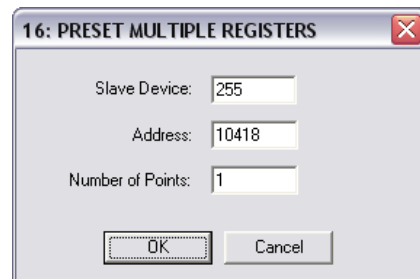 16: PRESET MULTIPLE REGISTERS
Slave Device: 255
Address: 10418
Number of Points: 1
OK Cancel